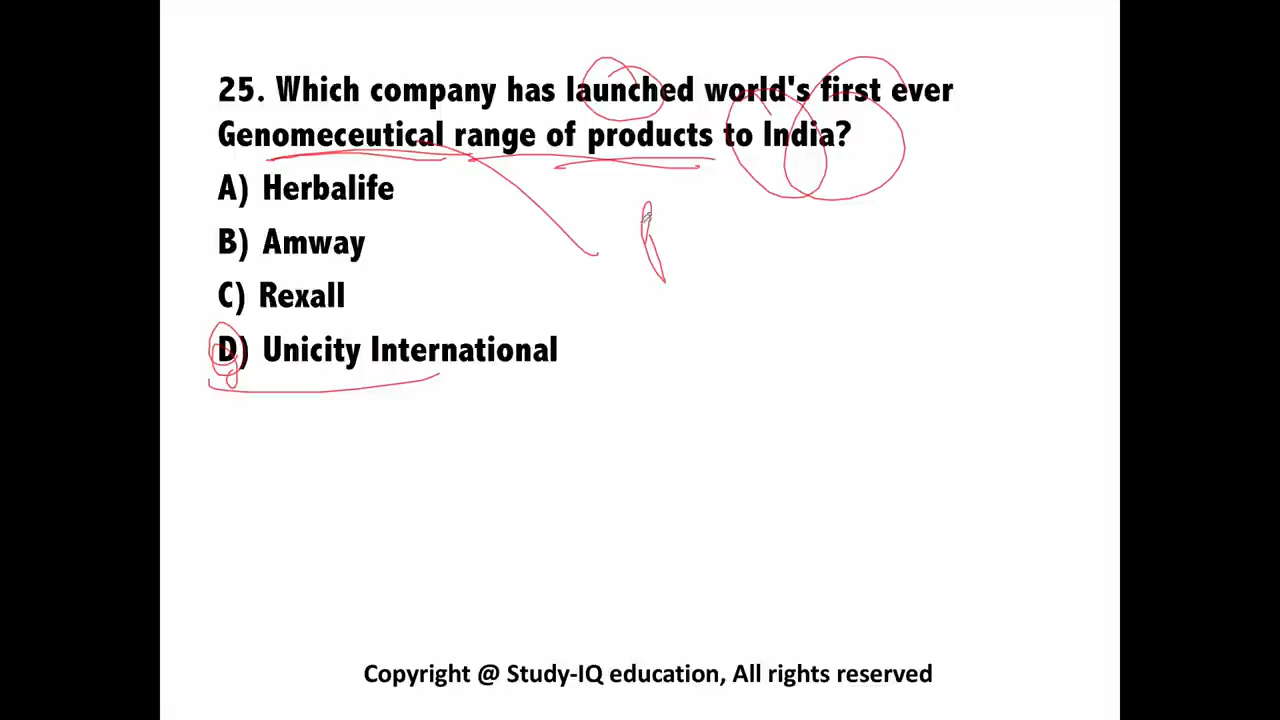 25. Which company has launched world's first ever
Genomeceutical range of products to India?
A) Herbalife
B) Amway
C) Rexall
D) Unicity International
Copyright @ Study-IQ education, All rights reserved